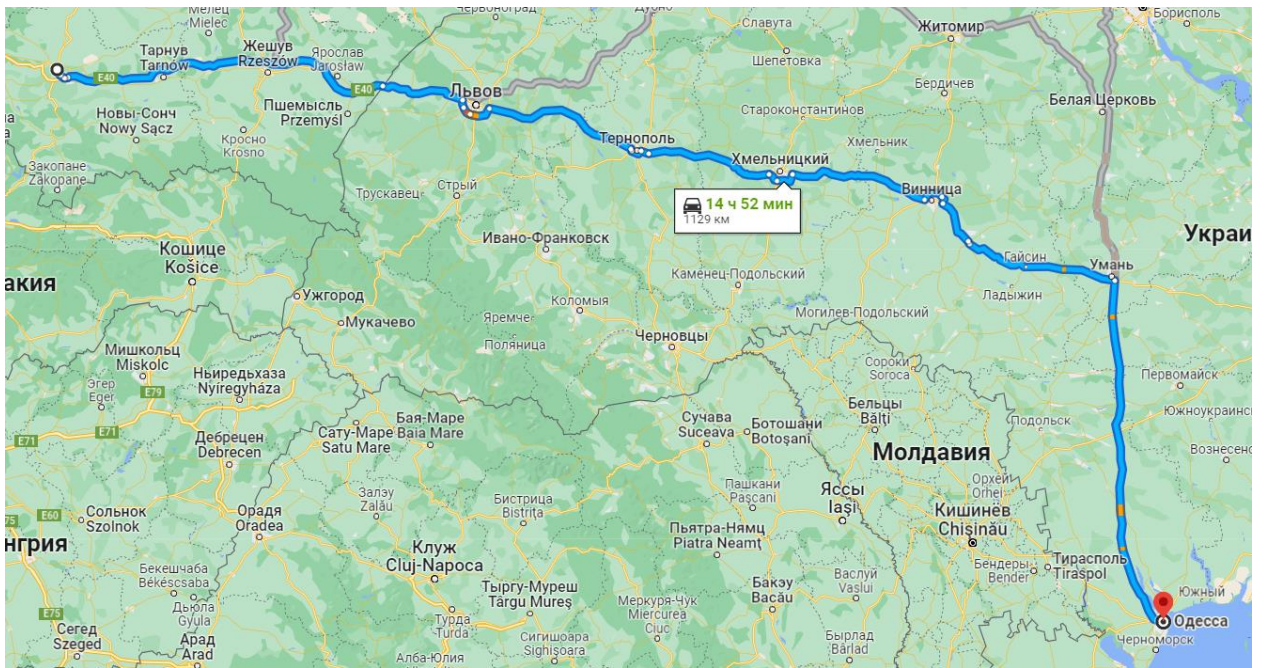 Мелец
Mielec
Червоноград
Дубно
Славута
Житомир
Борисполь
Тарнув
Tarnów
Жешув
Rzeszów
Ярослав
Jarosław
Шепетовка
E40
E40
Львов
Бердичев
Белая Церковь
Новы-Сонч
Nowy Sącz
Пшемысль
Przemyśl
Староконстантинов
Кросно
Krosno
Тернополь
Хмельник
Закопане
Zakopane
Хмельницкий
Трускавец
Стрый
Винница
14 ч 52 мин
1129 км
Ивано-Франковск
Украи
Кошице
Košice
Гайсин
Умань
Каменец-Подольский
акия
Ужгород
Ладыжин
Коломыя
Могилев-Подольский
Мукачево
Яремче
Поляница
Черновцы
Мишкольц
Miskolc
Ньиредьхаза
Nyíregyháza
Сороки
Soroca
Первомайск
Эгер
Eger
E79
Бельцы
Bălți
Южноукраинс
Сату-Маре
Satu Mare
Бая-Маре
Baia Mare
Сучава
Suceava
Ботошани
Botoșani
Подольск
E71
E71
Дебрецен
Debrecen
Молдавия
Вознесенс
Залэу
Zalău
Бистрица
Bistrița
Пашкани
Pașcani
Яссы
Iași
Орхей
Orhei
E60
Сольнок
Szolnok
Орадя
Oradea
Кишинёв
Chișinău
E75
нгрия
Клуж
Cluj-Napoca
Пьятра-Нямц
Piatra Neamț
Бендеры
Bender
Тирасполь
Tiraspol
Бекешчаба
Békéscsaba
Тыргу-Муреш
Târgu Mureș
Бакэу
Bacău
Васлуй
Vaslui
Южный
Дьюла
Gyula
Меркуря-Чук
Miercurea
Ciuc
E75
Турда
Turda
Одесса
Сегед
Szeged
Арад
Arad
Сигишоара
Sighișoara
Бырлад
Bârlad
Черноморск
Алба-Юлия